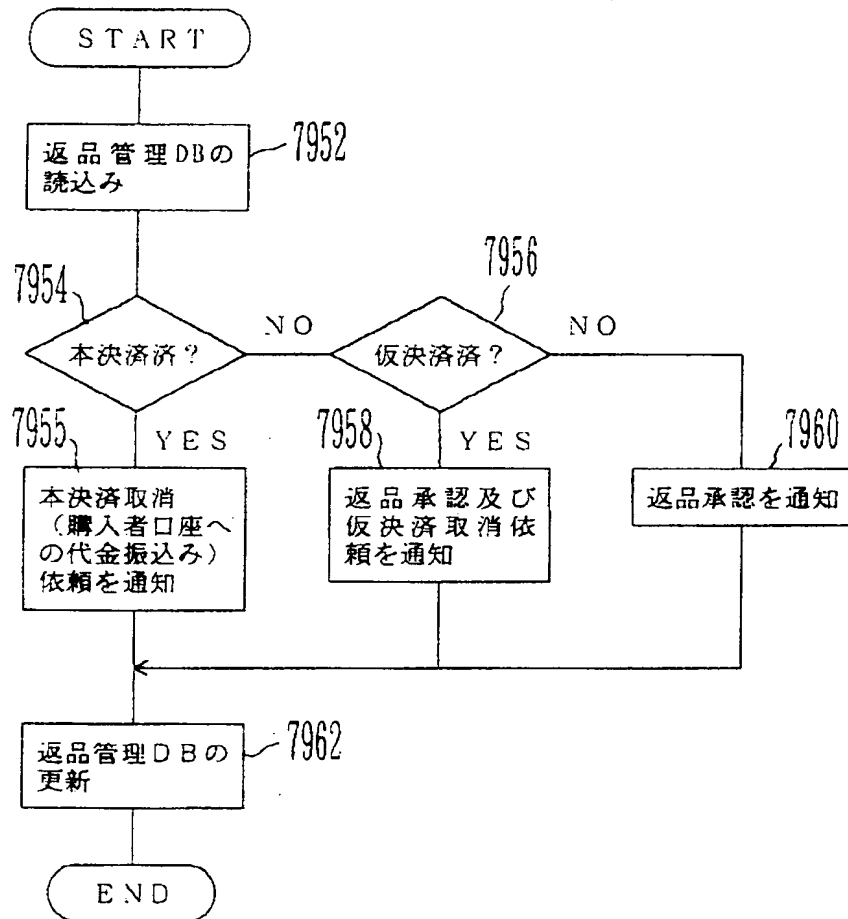 START
返品管理DBの
読込み
7952
7954
本決済済?
NO
7956
仮決済済?
NO
7955
YES
本決済取消
(購入者口座へ
の代金振込み)
依頼を通知
7958
YES
返品承認及び
仮決済取消依
頼を通知
7960
返品承認を通知
返品管理DBの
更新
7962
END